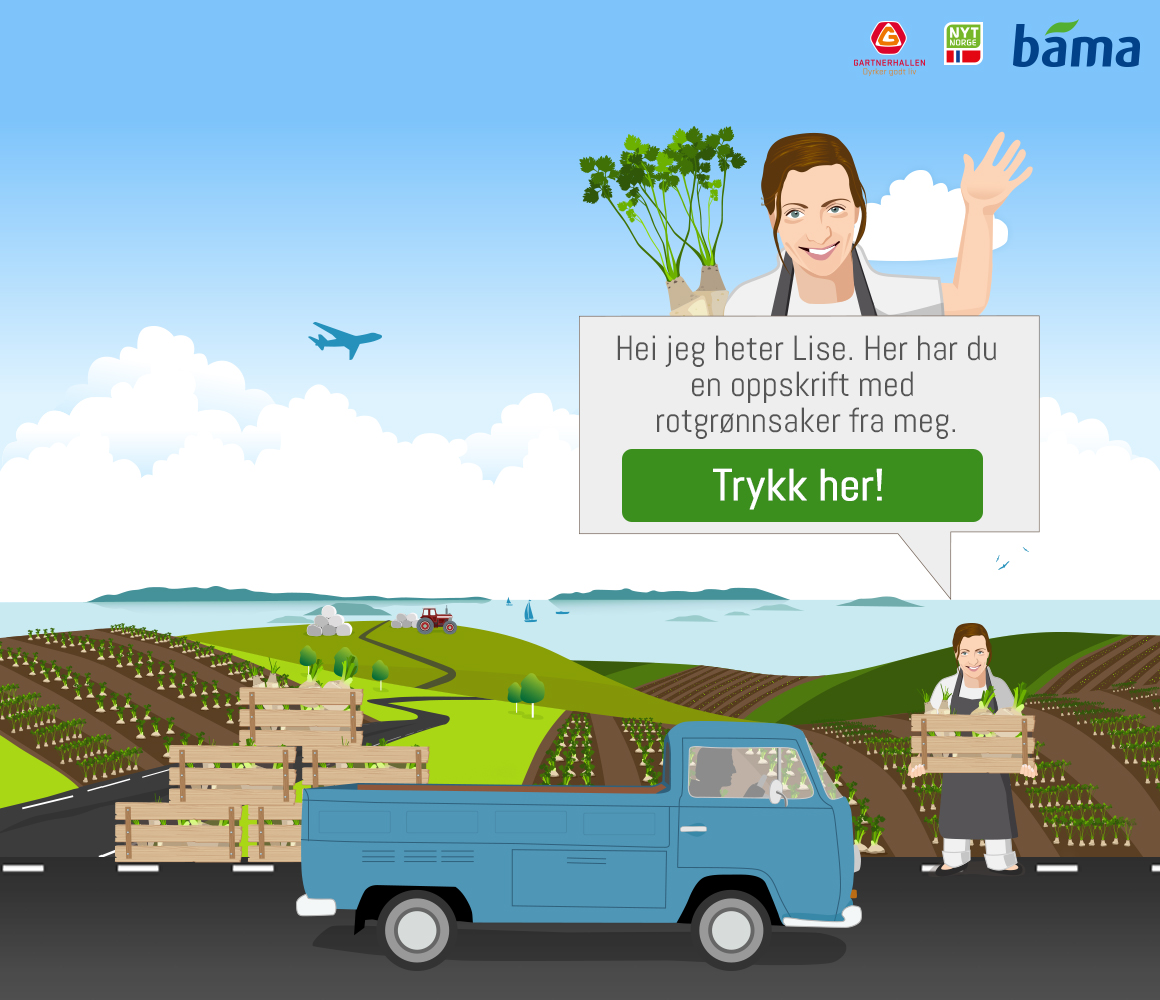 GARTNERHALLEN
Dyrker godt liv
NYT
NORGE
bama
Hei jeg heter Lise. Her har du
en oppskrift med
rotgrønnsaker fra meg.
Trykk her!